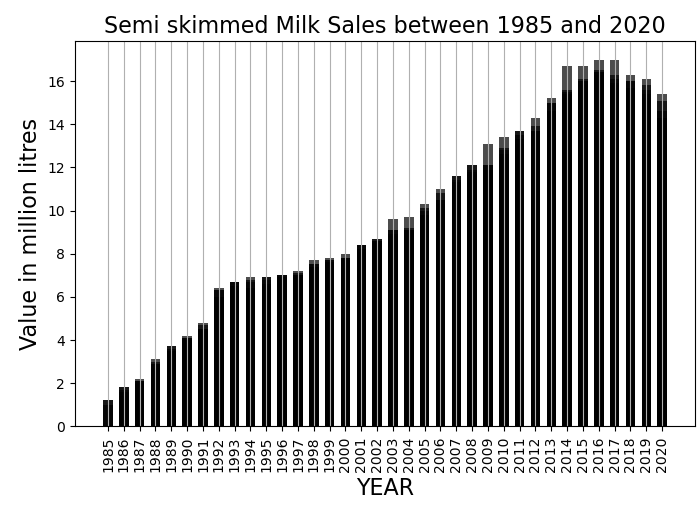 Semi skimmed Milk Sales between 1985 and 2020
Value in million litres
16
14
12
10
8
6
4
2
0
1985 1986 1987 1988 1989 1990 1991 1992 1993 1994 1995 1996 1997 1998 1999 2000 2001 2002 2003 2004 2005 2006 2007 2008 2009 2010 2011 2012 2013 2014 2015 2016 2017 2018 2019 2020
YEAR